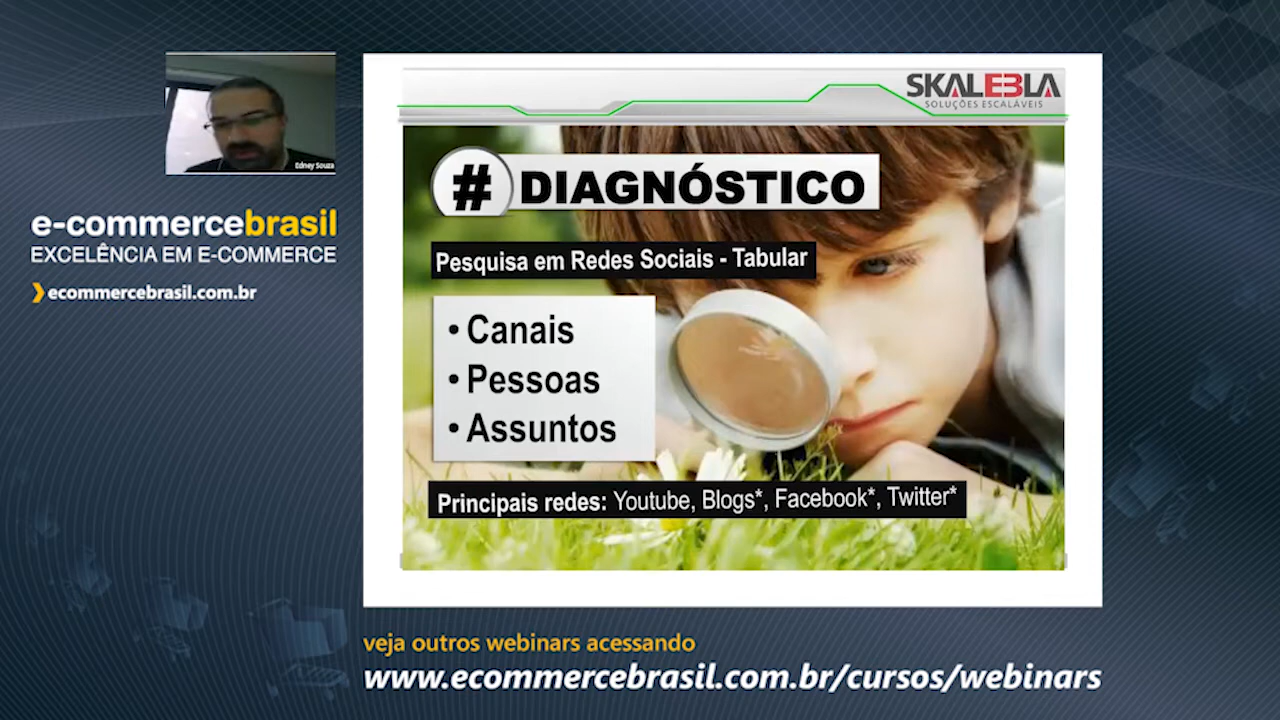 Edney Souza
e-commercebrasil
EXCELÊNCIA EM E-COMMERCE
ecommercebrasil.com.br
SKALEBLA
SOLUÇÕES ESCALÁVEIS
# DIAGNÓSTICO
Pesquisa em Redes Sociais - Tabular
• Canais
• Pessoas
• Assuntos
Principais redes: Youtube, Blogs*, Facebook*, Twitter*
veja outros webinars acessando
www.ecommercebrasil.com.br/cursos/webinars